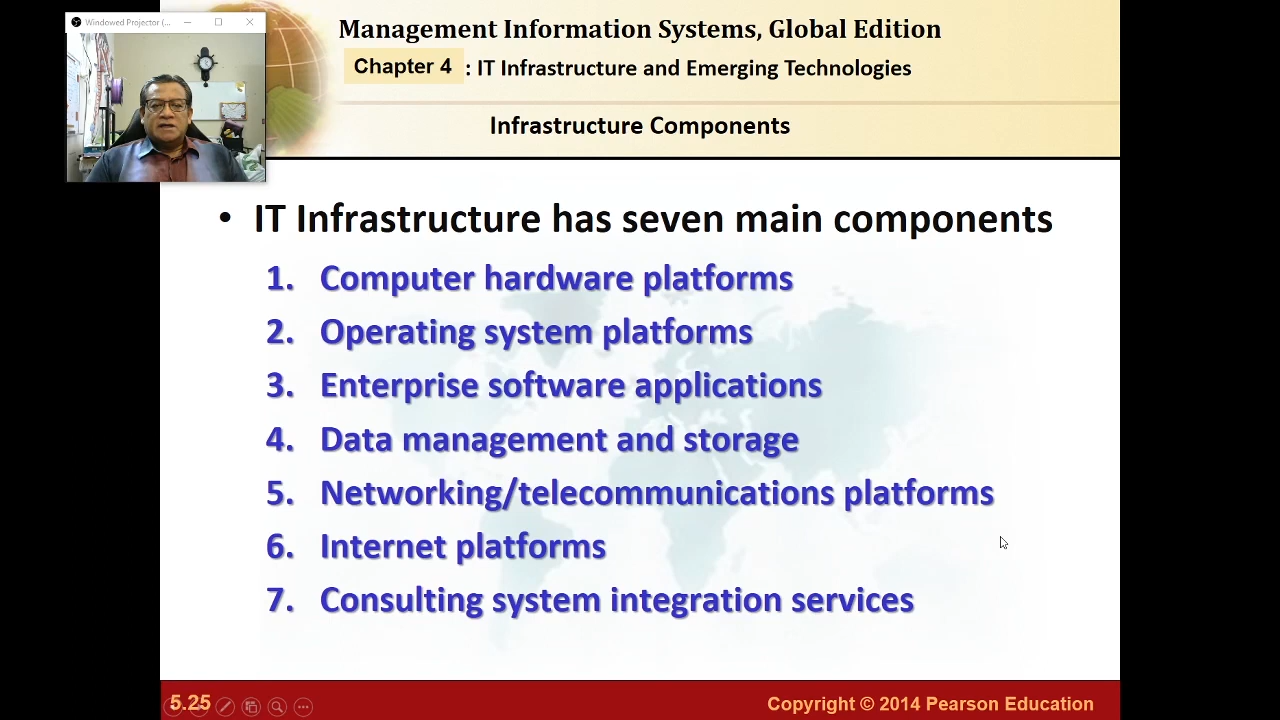 Windowed Projector (...
Management Information Systems, Global Edition
Chapter 4 : IT Infrastructure and Emerging Technologies
Infrastructure Components
• IT Infrastructure has seven main components
1. Computer hardware platforms
2. Operating system platforms
3. Enterprise software applications
4. Data management and storage
5. Networking/telecommunications platforms
6. Internet platforms
7. Consulting system integration services
5.25
Copyright © 2014 Pearson Education